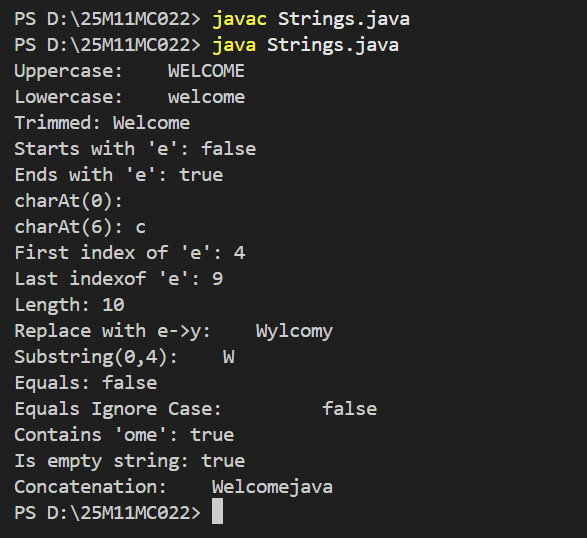 PS D:\25M11MC022> javac Strings.java
PS D:\25M11MC022> java Strings.java
Uppercase:    WELCOME
Lowercase:    welcome
Trimmed: Welcome
Starts with 'e': false
Ends with 'e': true
charAt(0):
charAt(6): c
First index of 'e': 4
Last indexof 'e': 9
Length: 10
Replace with e->y:    Wylcomy
Substring(0,4):    W
Equals: false
Equals Ignore Case:         false
Contains 'ome': true
Is empty string: true
Concatenation:    Welcomejava
PS D:\25M11MC022>